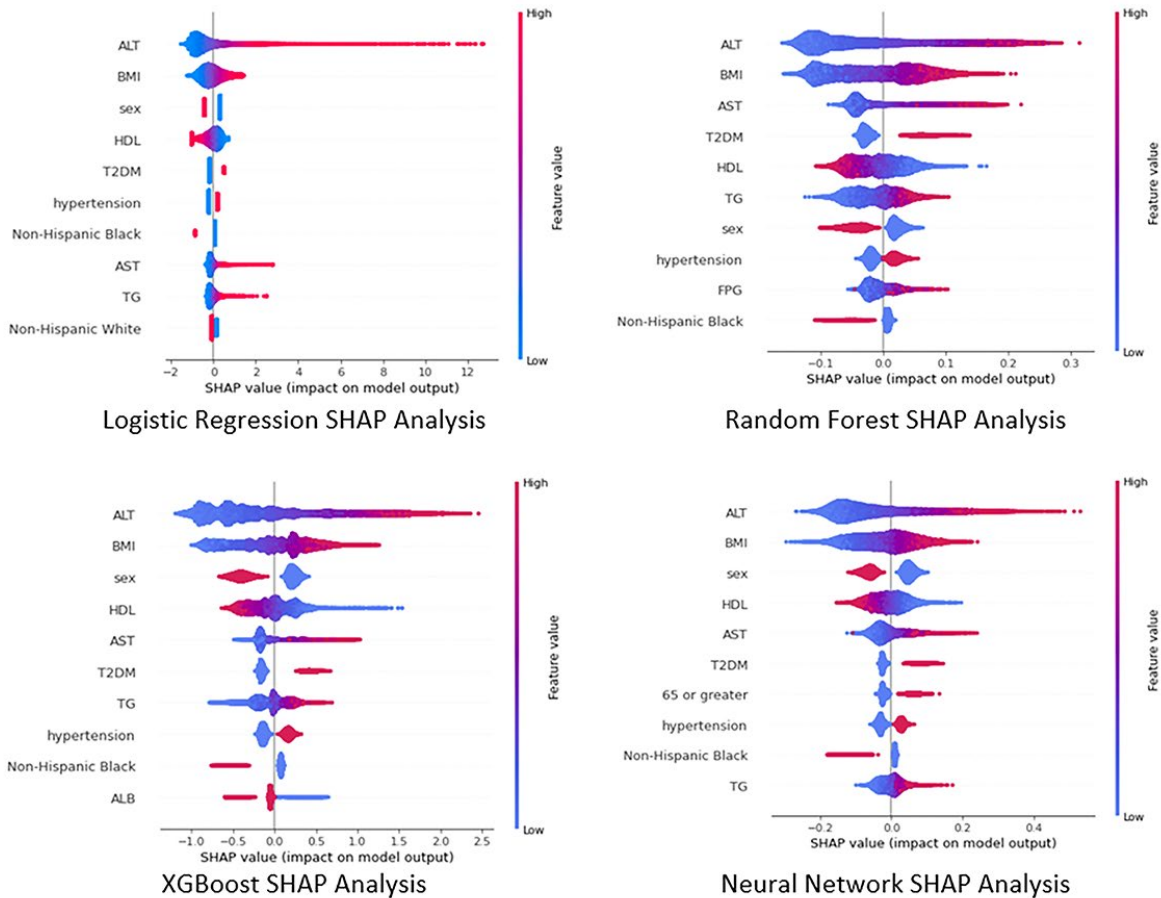 High
ALT
BMI
sex
HDL
T2DM
hypertension
Non-Hispanic Black
AST
TG
Non-Hispanic White
Feature value
Low
−2 0 2 4 6 8 10 12
SHAP value (impact on model output)
Logistic Regression SHAP Analysis
High
ALT
BMI
AST
T2DM
HDL
TG
sex
hypertension
FPG
Non-Hispanic Black
Feature value
Low
−0.1 0.0 0.1 0.2 0.3
SHAP value (impact on model output)
Random Forest SHAP Analysis
High
ALT
BMI
sex
HDL
AST
T2DM
TG
hypertension
Non-Hispanic Black
ALB
Feature value
Low
−1.0 −0.5 0.0 0.5 1.0 1.5 2.0 2.5
SHAP value (impact on model output)
XGBoost SHAP Analysis
High
ALT
BMI
sex
HDL
AST
T2DM
65 or greater
hypertension
Non-Hispanic Black
TG
Feature value
Low
−0.2 0.0 0.2 0.4
SHAP value (impact on model output)
Neural Network SHAP Analysis